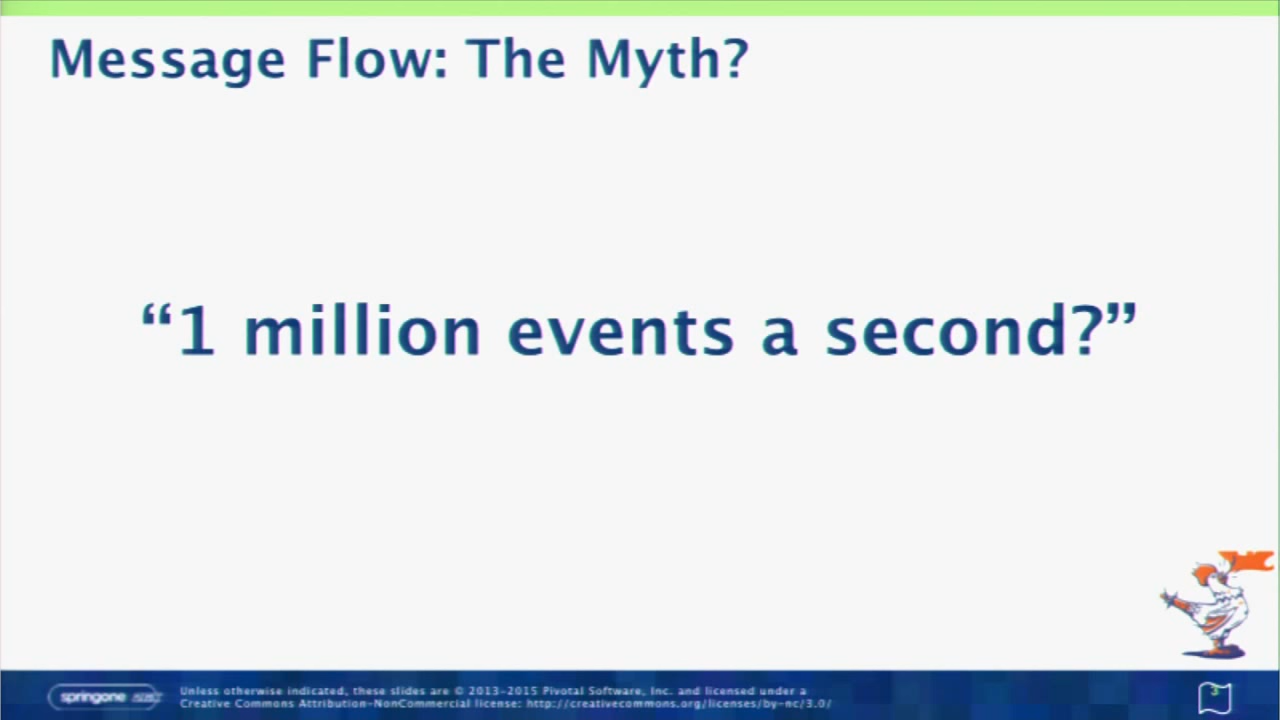 Message Flow: The Myth?
“1 million events a second?”
springone
Unless otherwise indicated, these slides are © 2013-2015 Pivotal Software, Inc. and licensed under a
Creative Commons Attribution-NonCommercial license: http://creativecommons.org/licenses/by-nc/3.0/
3